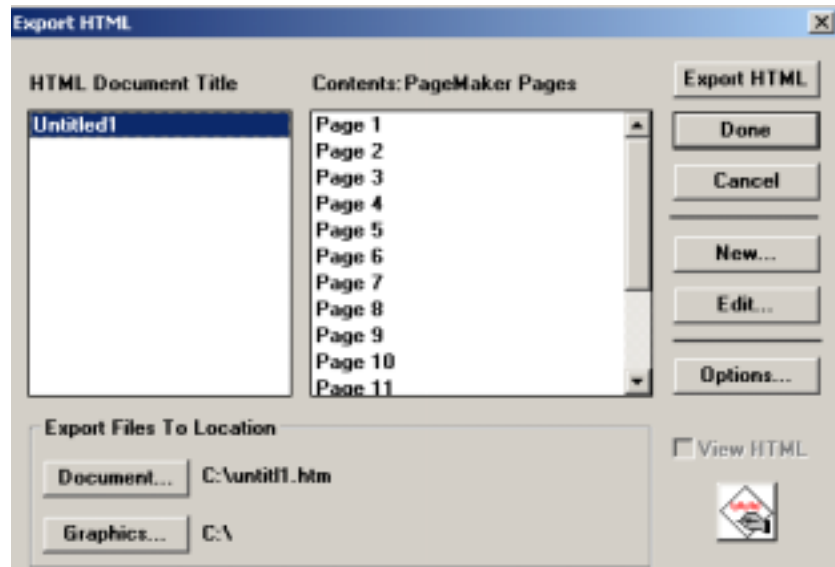 Export HTML
HTML Document Title
Contents: PageMaker Pages
Untitled1
Page 1
Page 2
Page 3
Page 4
Page 5
Page 6
Page 7
Page 8
Page 9
Page 10
Page 11
Export HTML
Done
Cancel
New...
Edit...
Options...
Export Files To Location
Document... C:\untitl1.htm
Graphics... C:\
View HTML